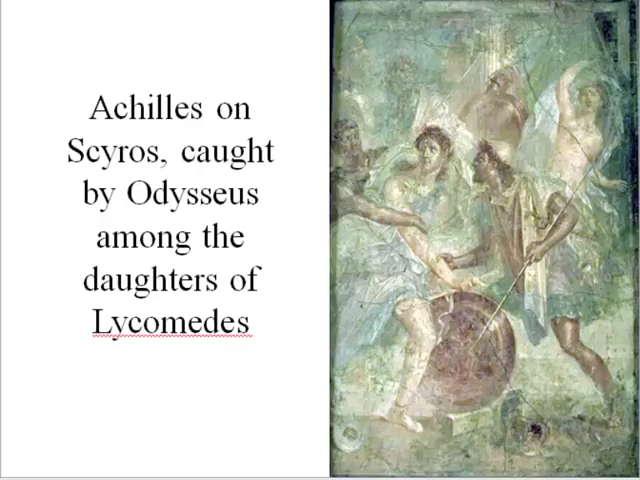 Achilles on
Scyros, caught
by Odysseus
among the
daughters of
Lycomedes